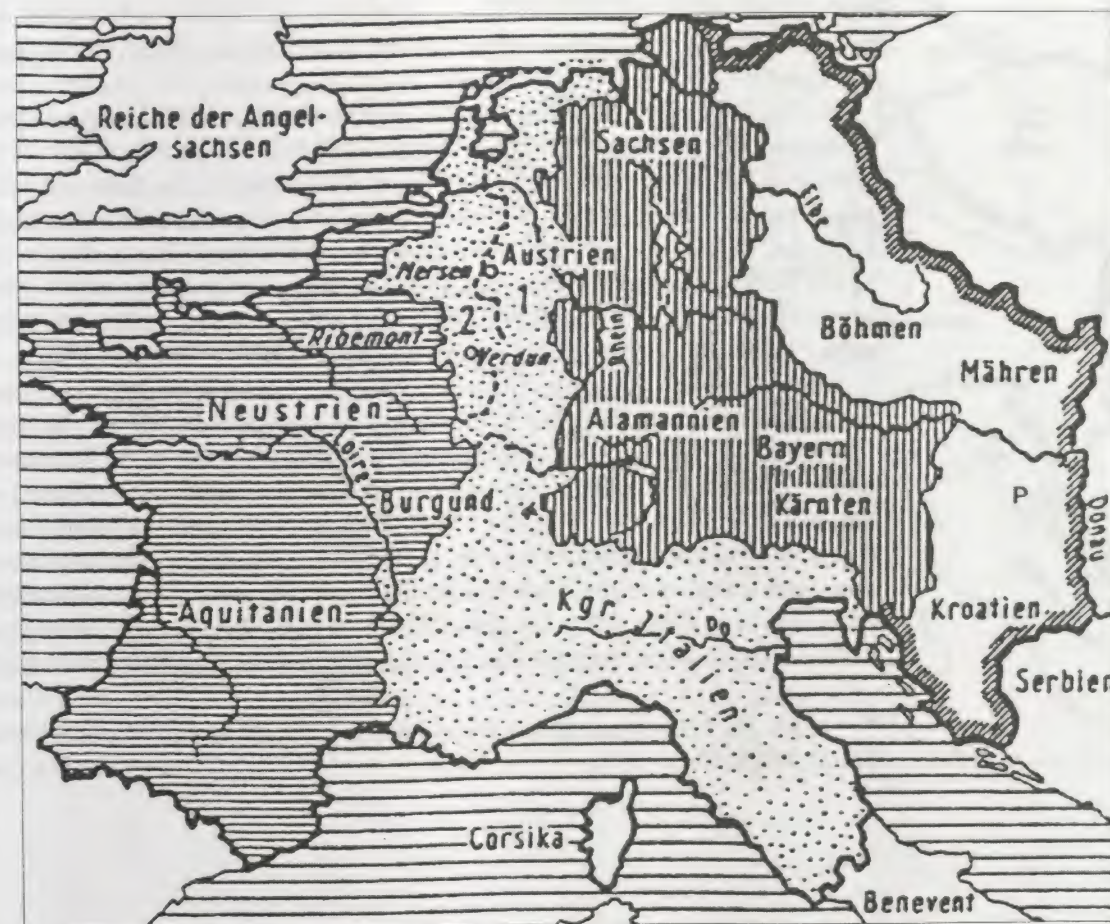 Reiche der Angel-
sachsen
Sachsen
Elbe
Mersen
Austrien
1
Böhmen
Ribemont
2
Verdun
Rhein
Mähren
Neustrien
Alamannien
Loire
Bayern
Burgund
Kärnten
P
Donau
Aquitanien
Kgr. Italien
Po
Kroatien
Serbien
Corsika
Benevent